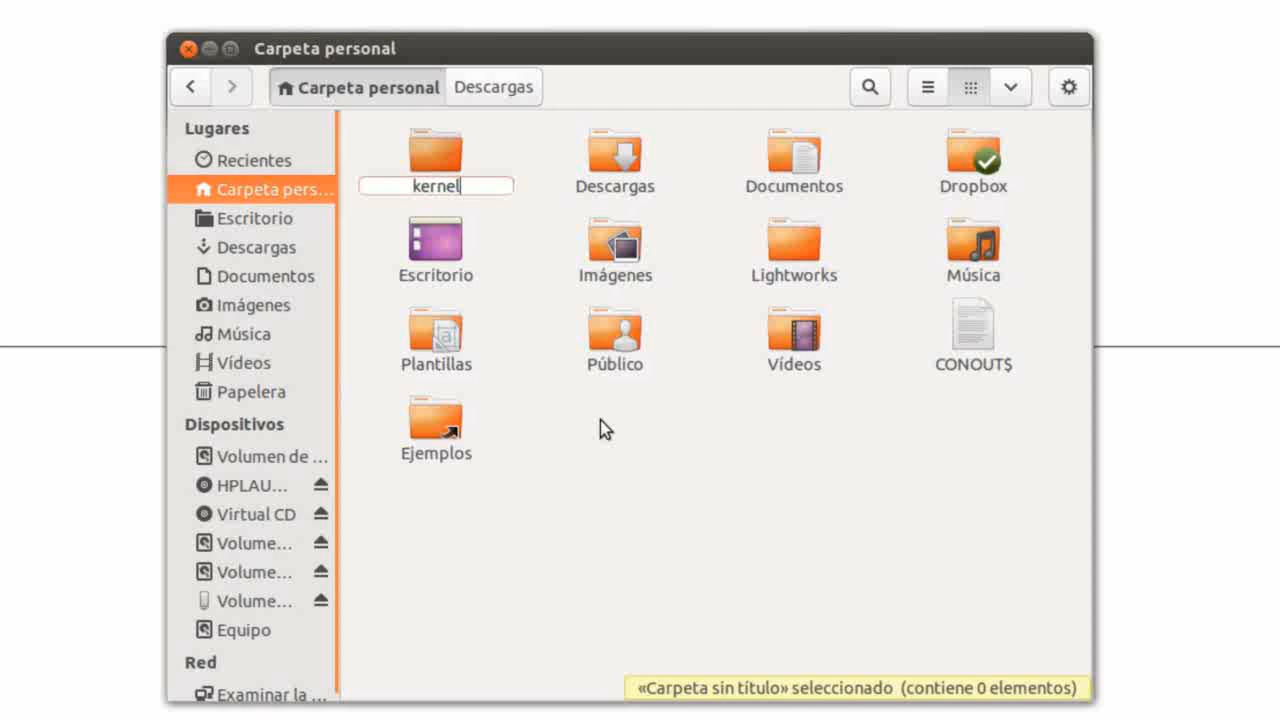 Carpeta personal
Carpeta personal Descargas
Lugares
Recientes
Carpeta pers...
Escritorio
Descargas
Documentos
Imágenes
Música
Vídeos
Papelera
Dispositivos
Volumen de ...
HPLAU...
Virtual CD
Volume...
Volume...
Volume...
Equipo
Red
Examinar la ...
kernel Descargas Documentos Dropbox
Escritorio Imágenes Lightworks Música
Plantillas Público Vídeos CONOUT$
Ejemplos
«Carpeta sin título» seleccionado (contiene 0 elementos)